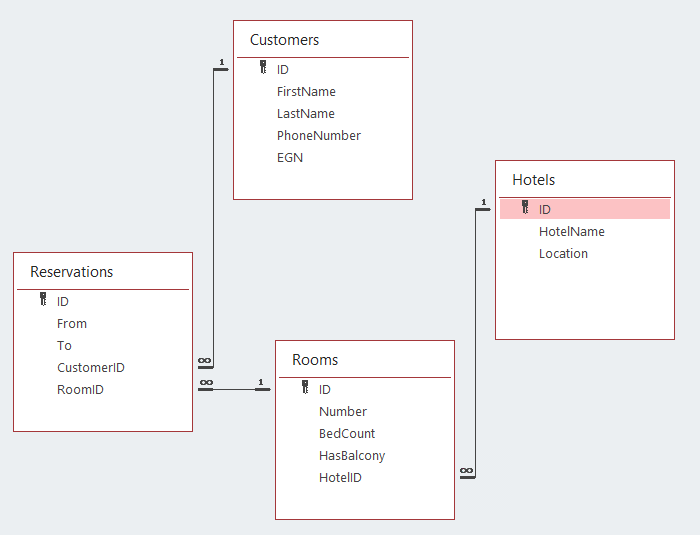 Customers
1
ID
FirstName
LastName
PhoneNumber
EGN
Hotels
1
ID
HotelName
Location
Reservations
ID
From
To
CustomerID
∞
RoomID
∞
Rooms
1
ID
Number
BedCount
HasBalcony
HotelID
∞